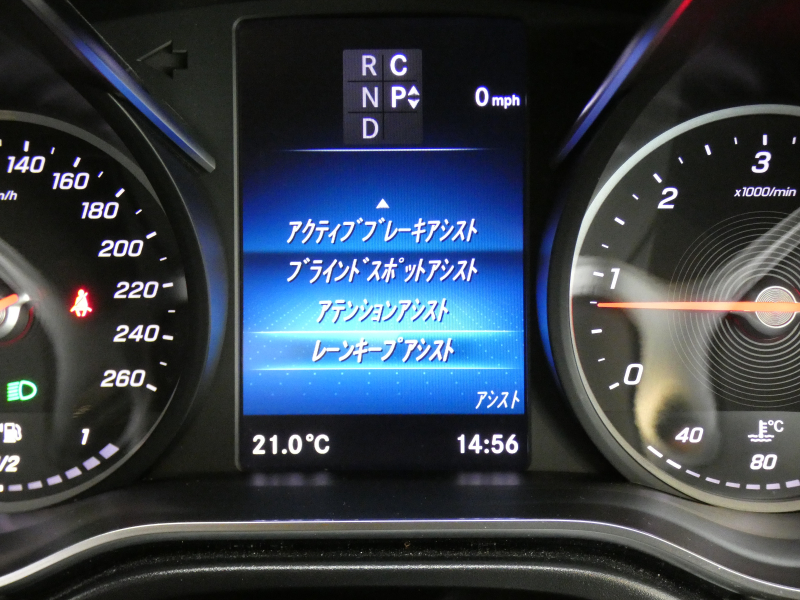 R C
N P
D
0 mph
アクティブブレーキアシスト
ブラインドスポットアシスト
アテンションアシスト
レーンキープアシスト
アシスト
21.0°C 14:56
140
160
180
200
220
240
260
1
1/2
3
x1000/min
2
1
0
°C
40
80